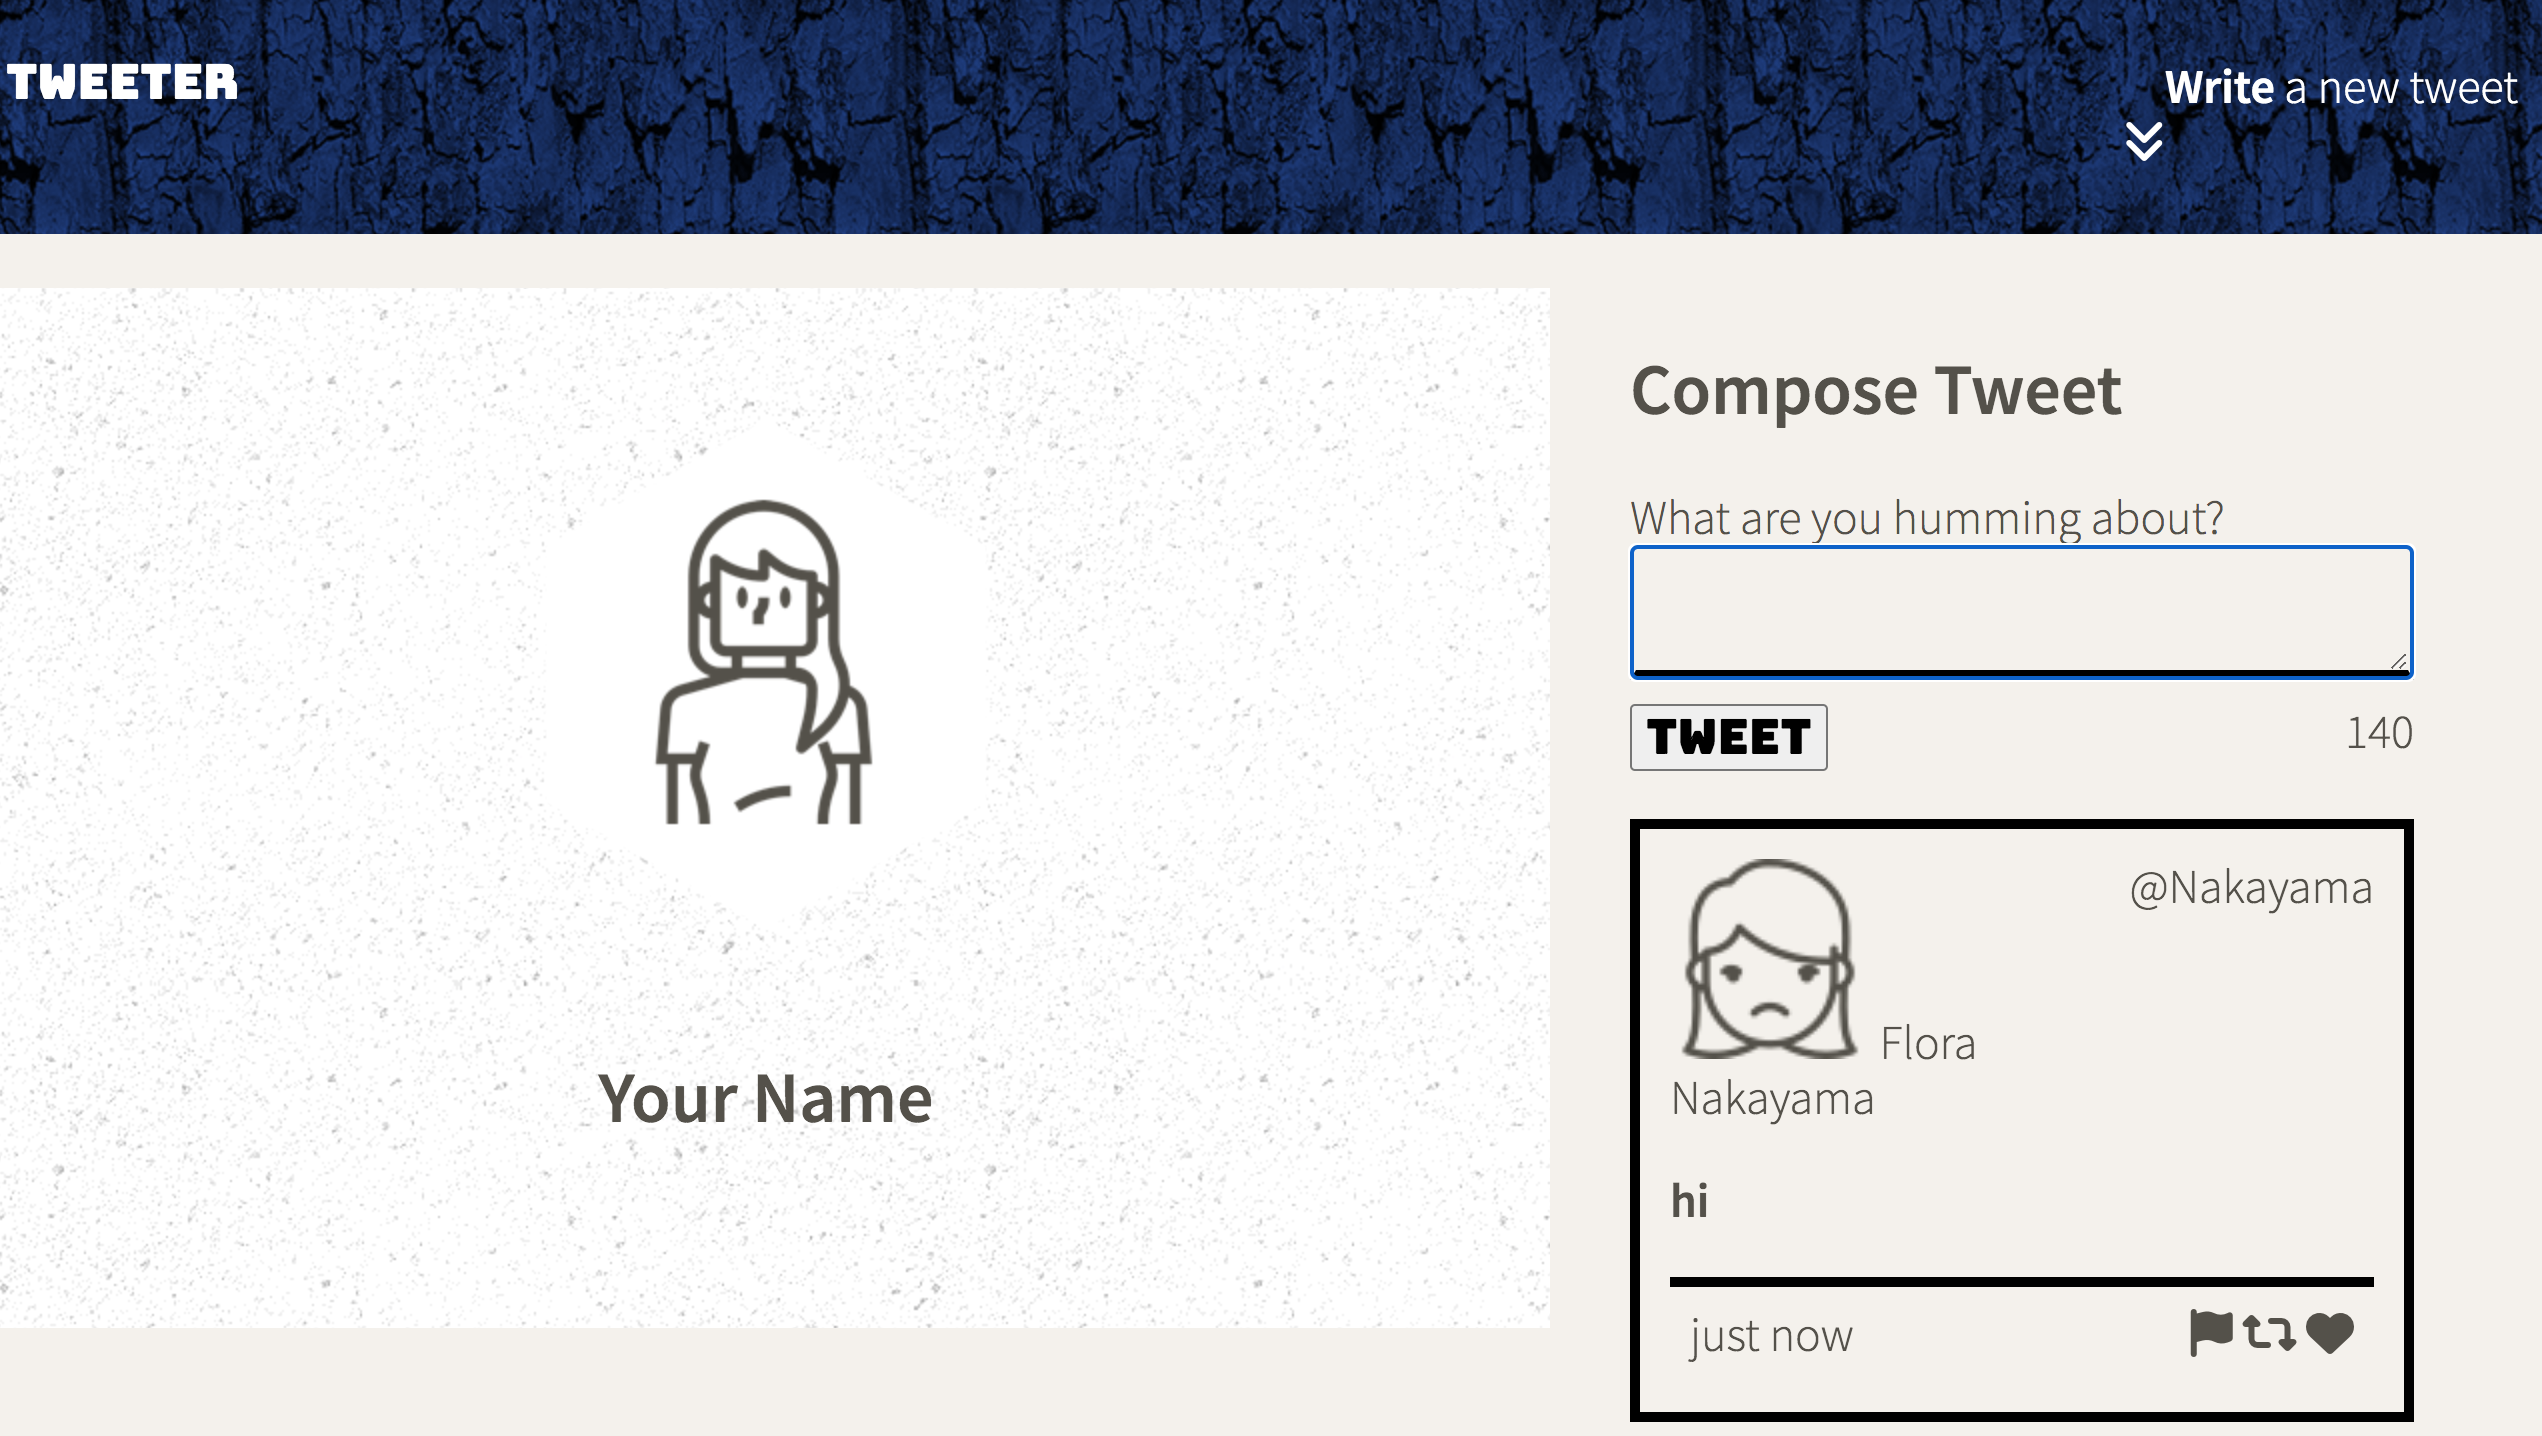 TWEETER
Write a new tweet
Your Name
Compose Tweet
What are you humming about?
TWEET
140
@Nakayama
Flora
Nakayama
hi
just now